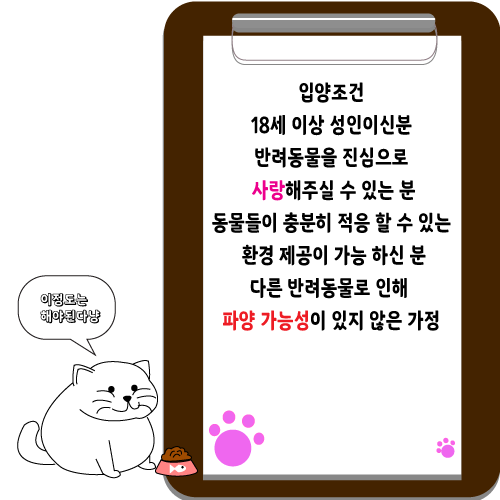 입양조건
18세 이상 성인이신분
반려동물을 진심으로
사랑해주실 수 있는 분
동물들이 충분히 적응 할 수 있는
환경 제공이 가능 하신 분
다른 반려동물로 인해
파양 가능성이 있지 않은 가정
이정도는
해야된다냥